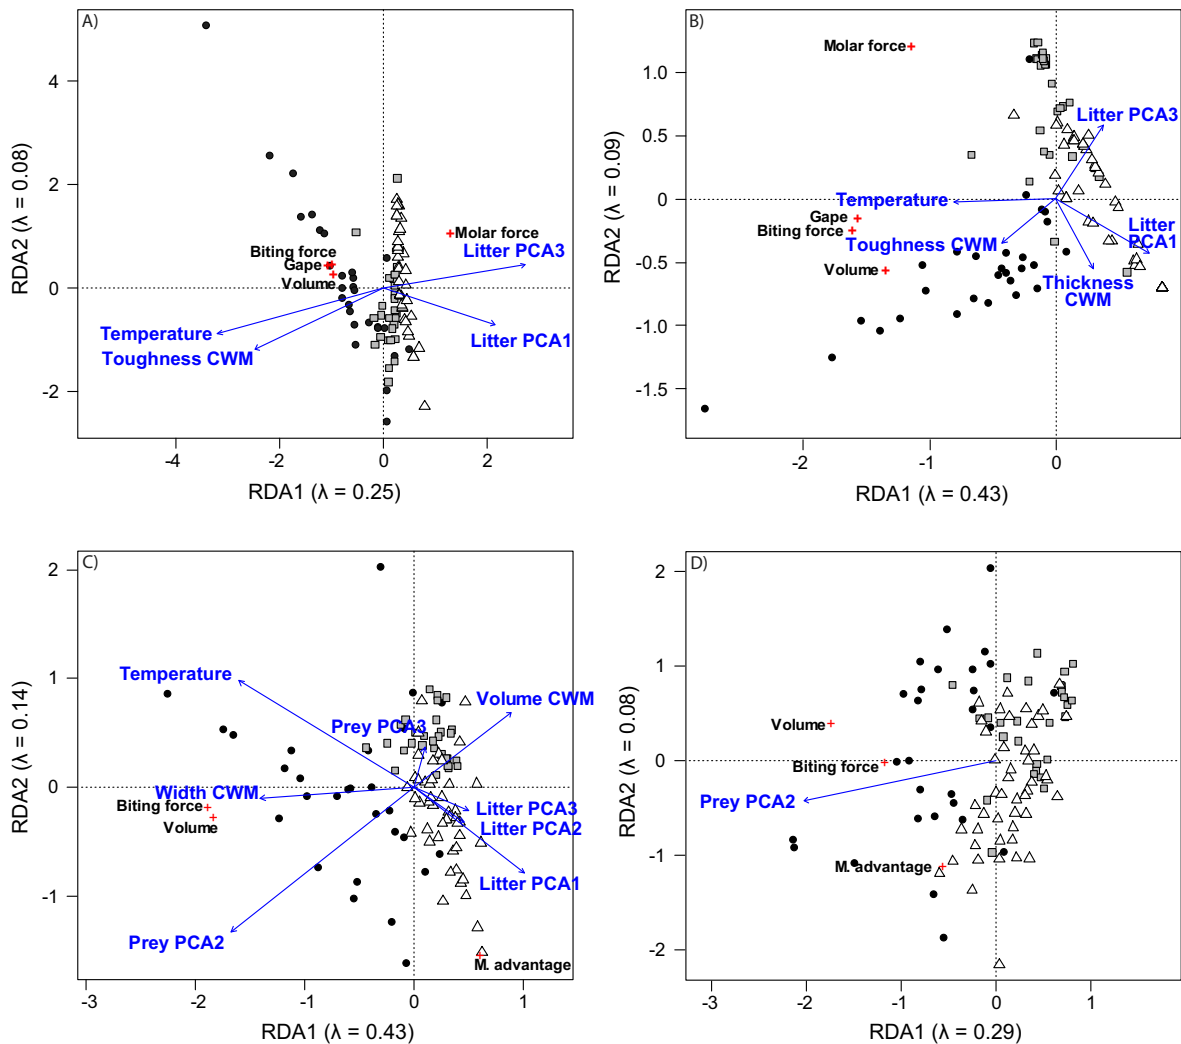 A)
4
2
0
-2
RDA2 (λ = 0.08)
Biting force
Gape
Volume
Molar force
Litter PCA3
Temperature
Toughness CWM
Litter PCA1
-4
-2
0
2
RDA1 (λ = 0.25)
B)
1.0
0.5
0
-0.5
-1.0
-1.5
RDA2 (λ = 0.09)
Molar force
Litter PCA3
Temperature
Gape
Biting force
Toughness CWM
Litter
PCA1
Volume
Thickness
CWM
-2
-1
0
RDA1 (λ = 0.43)
C)
2
1
0
-1
RDA2 (λ = 0.14)
Temperature
Volume CWM
Prey PCA3
Width CWM
Biting force
Volume
Litter PCA3
Litter PCA2
Litter PCA1
Prey PCA2
M. advantage
-3
-2
-1
0
1
RDA1 (λ = 0.43)
D)
2
1
0
-1
-2
RDA2 (λ = 0.08)
Volume
Biting force
Prey PCA2
M. advantage
-3
-2
-1
0
1
RDA1 (λ = 0.29)